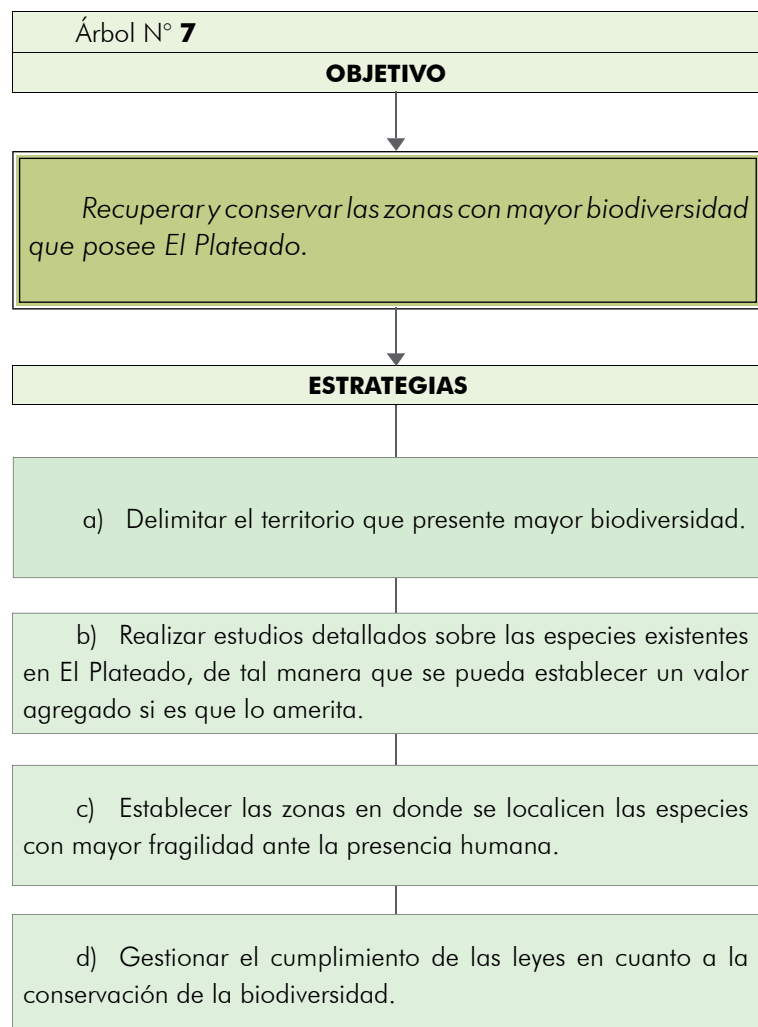 Árbol N° 7
OBJETIVO
Recuperar y conservar las zonas con mayor biodiversidad
que posee El Plateado.
ESTRATEGIAS
a) Delimitar el territorio que presente mayor biodiversidad.
b) Realizar estudios detallados sobre las especies existentes
en El Plateado, de tal manera que se pueda establecer un valor
agregado si es que lo amerita.
c) Establecer las zonas en donde se localicen las especies
con mayor fragilidad ante la presencia humana.
d) Gestionar el cumplimiento de las leyes en cuanto a la
conservación de la biodiversidad.